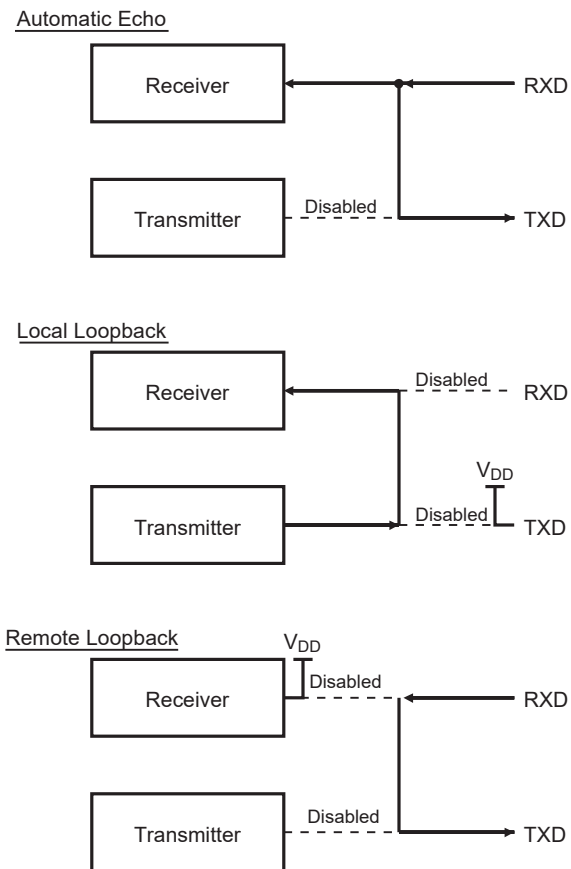 Automatic Echo
Receiver
RXD
Transmitter
Disabled
TXD
Local Loopback
Receiver
Disabled
RXD
VDD
Transmitter
Disabled
TXD
Remote Loopback
VDD
Receiver
Disabled
RXD
Transmitter
Disabled
TXD